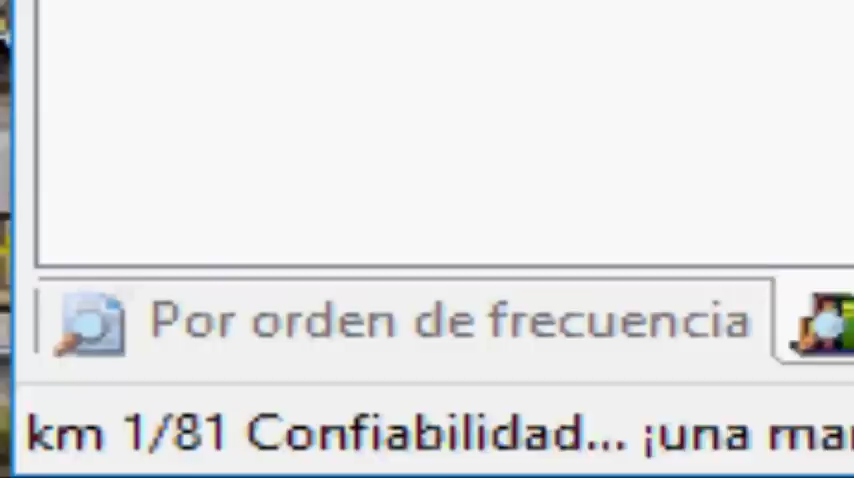 Por orden de frecuencia
km 1/81 Confiabilidad... ¡una